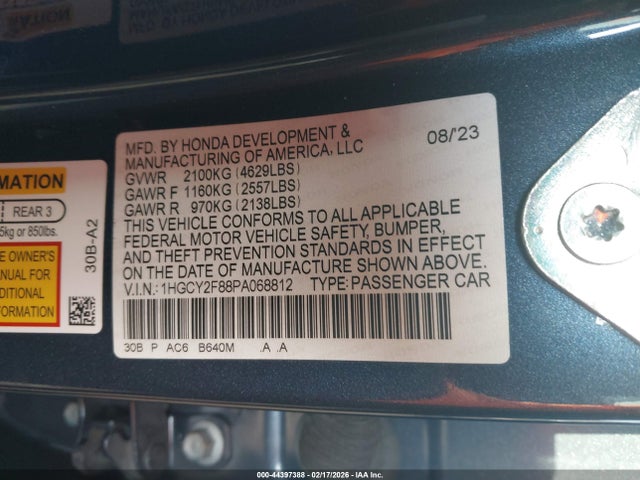 MFD. BY HONDA DEVELOPMENT &
MANUFACTURING OF AMERICA, LLC
08/'23
GVWR 2100KG (4629LBS)
GAWR F 1160KG (2557LBS)
GAWR R 970KG (2138LBS)
THIS VEHICLE CONFORMS TO ALL APPLICABLE
FEDERAL MOTOR VEHICLE SAFETY, BUMPER,
AND THEFT PREVENTION STANDARDS IN EFFECT
ON THE DATE OF MANUFACTURE SHOWN ABOVE.
V.I.N.: 1HGCY2F88PA068812 TYPE: PASSENGER CAR
30B P AC6 B640M .A .A
MATION
REAR 3
5kg or 850lbs.
E OWNER'S
ANUAL FOR
DDITIONAL
ORMATION
30B-A2
000-44397388 - 02/17/2026 - IAA Inc.